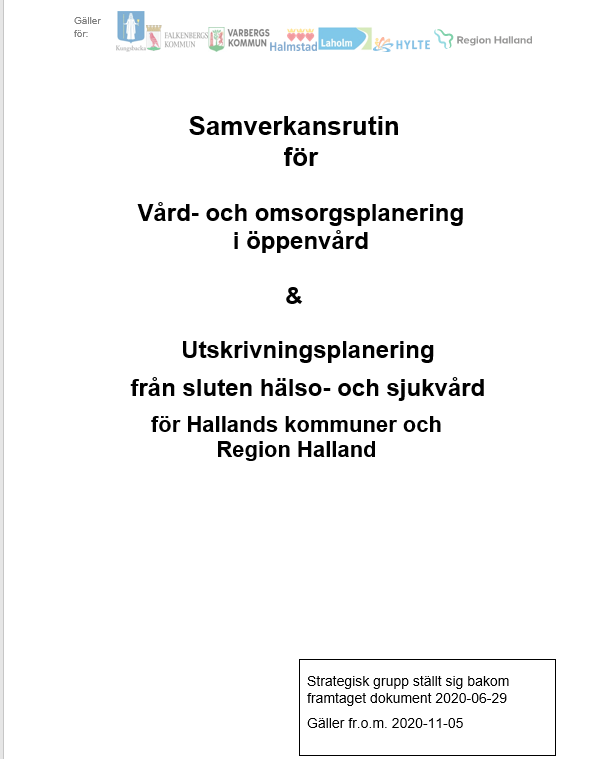 Gäller
för:
Kungsbacka
FALKENBERGS
KOMMUN
VARBERGS
KOMMUN
Halmstad
Laholm
HYLTE
Region Halland
Samverkansrutin
för
Vård- och omsorgsplanering
i öppenvård
&
Utskrivningsplanering
från sluten hälso- och sjukvård
för Hallands kommuner och
Region Halland
Strategisk grupp ställt sig bakom
framtaget dokument 2020-06-29
Gäller fr.o.m. 2020-11-05